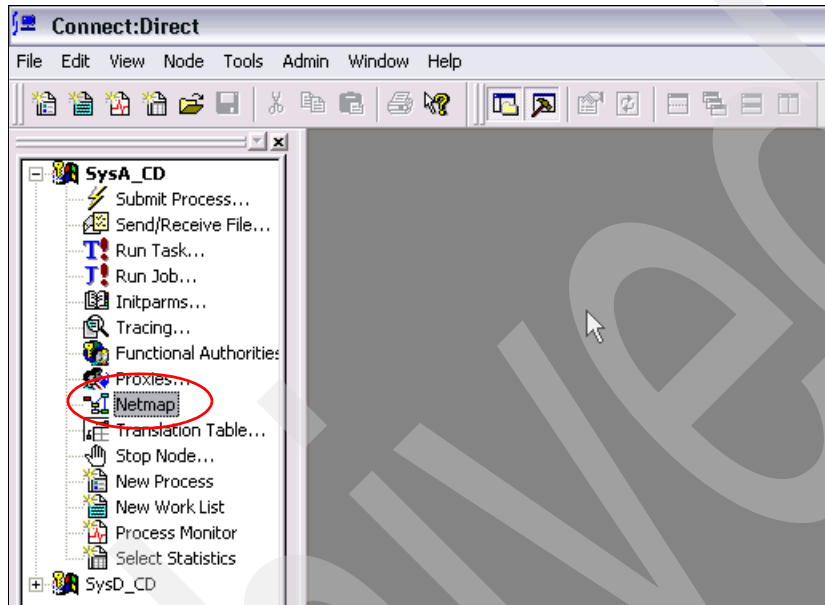 Connect:Direct
File Edit View Node Tools Admin Window Help
SysA_CD
Submit Process...
Send/Receive File...
Run Task...
Run Job...
Initparms...
Tracing...
Functional Authorities
Proxies...
Netmap
Translation Table...
Stop Node...
New Process
New Work List
Process Monitor
Select Statistics
SysD_CD